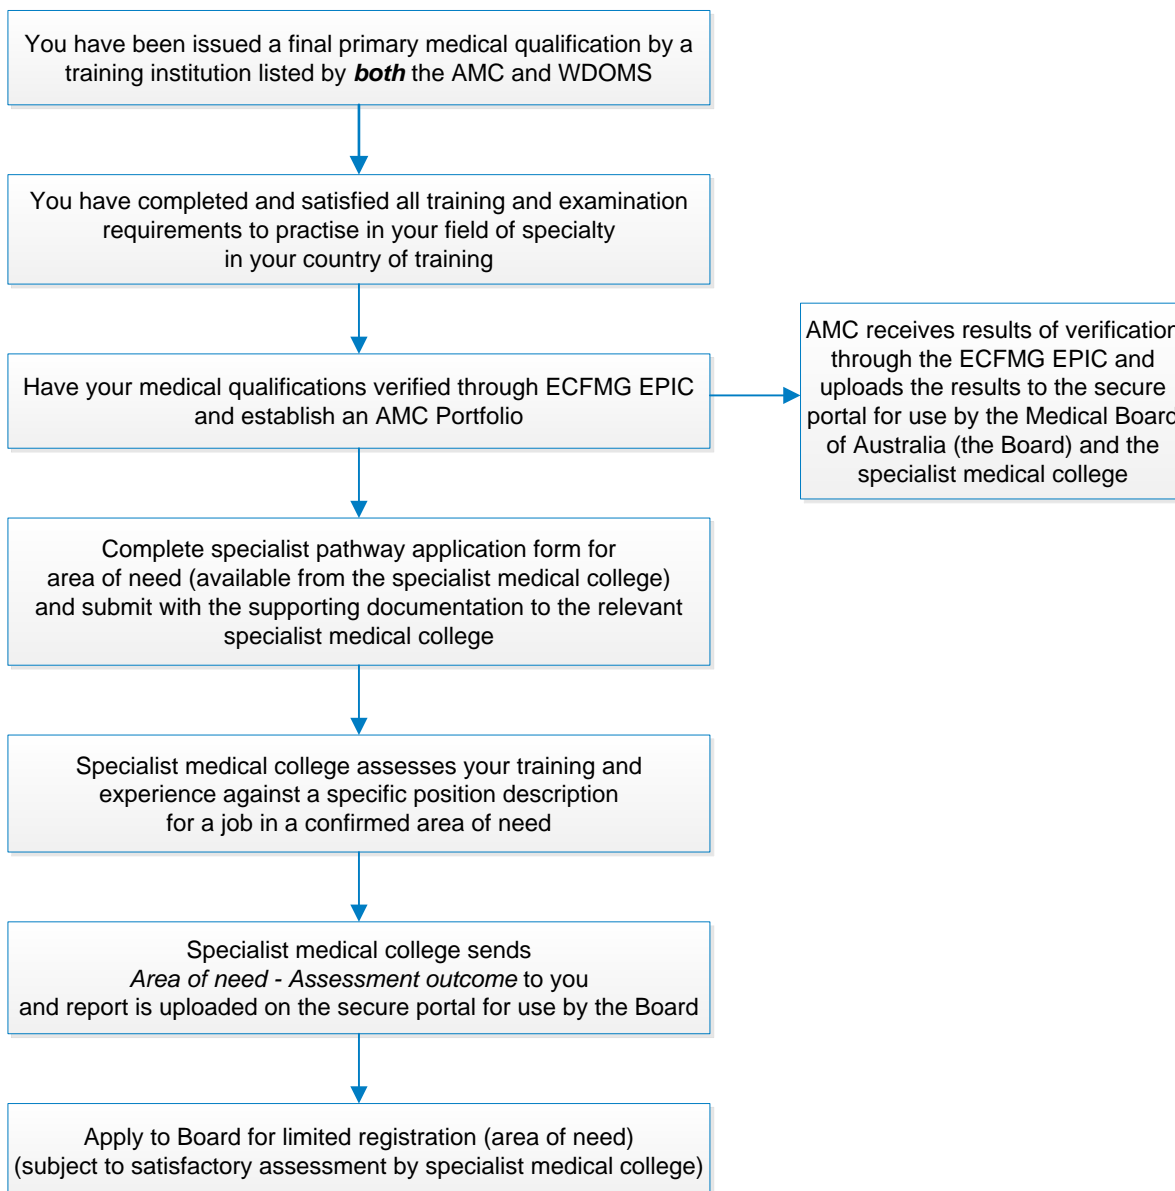 You have been issued a final primary medical qualification by a
training institution listed by both the AMC and WDOMS
You have completed and satisfied all training and examination
requirements to practise in your field of specialty
in your country of training
Have your medical qualifications verified through ECFMG EPIC
and establish an AMC Portfolio
AMC receives results of verification
through the ECFMG EPIC and
uploads the results to the secure
portal for use by the Medical Board
of Australia (the Board) and the
specialist medical college
Complete specialist pathway application form for
area of need (available from the specialist medical college)
and submit with the supporting documentation to the relevant
specialist medical college
Specialist medical college assesses your training and
experience against a specific position description
for a job in a confirmed area of need
Specialist medical college sends
Area of need - Assessment outcome to you
and report is uploaded on the secure portal for use by the Board
Apply to Board for limited registration (area of need)
(subject to satisfactory assessment by specialist medical college)